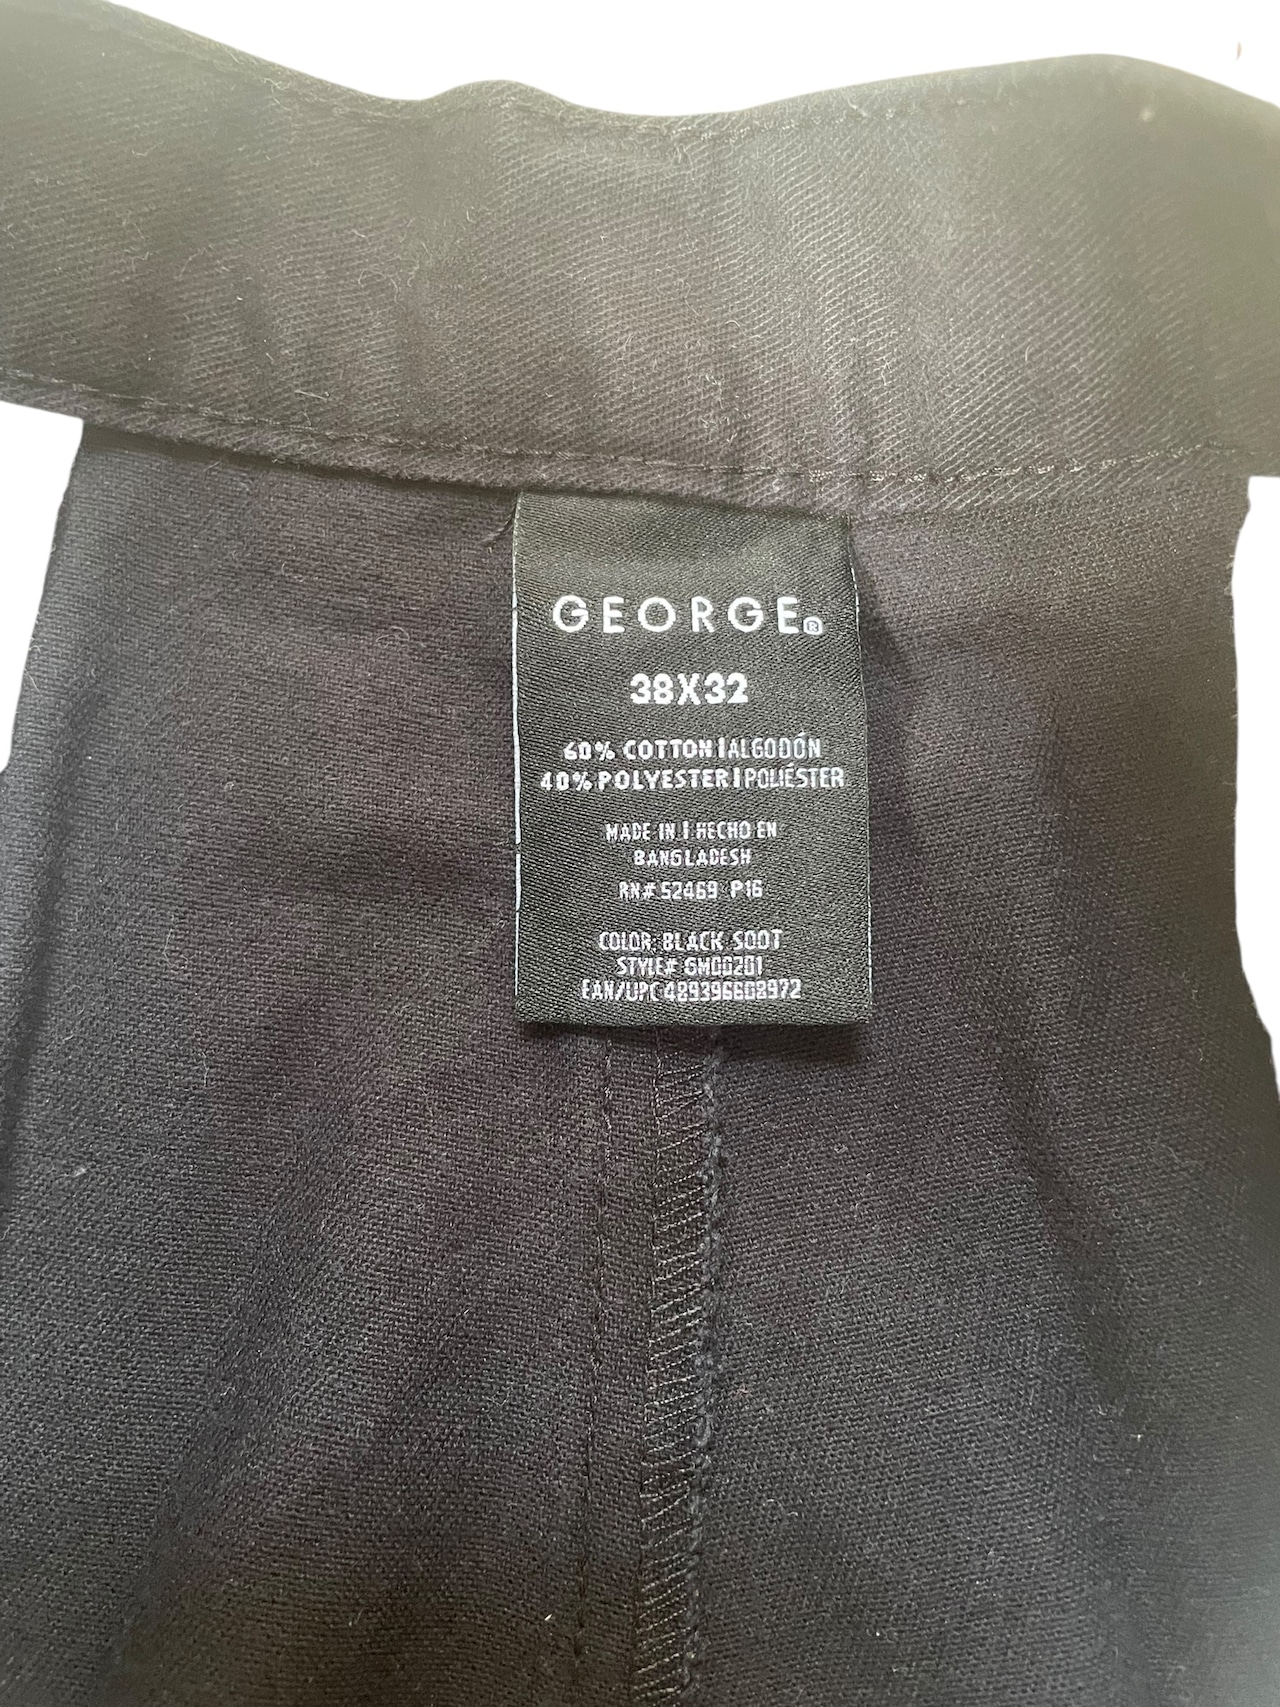 GEORGE®
38X32
60% COTTON | ALGODÓN
40% POLYESTER | POLIÉSTER
MADE IN | HECHO EN
BANGLADESH
RN# 52469 P16
COLOR: BLACK SOOT
STYLE# GM00201
EAN/UPC 489396608972